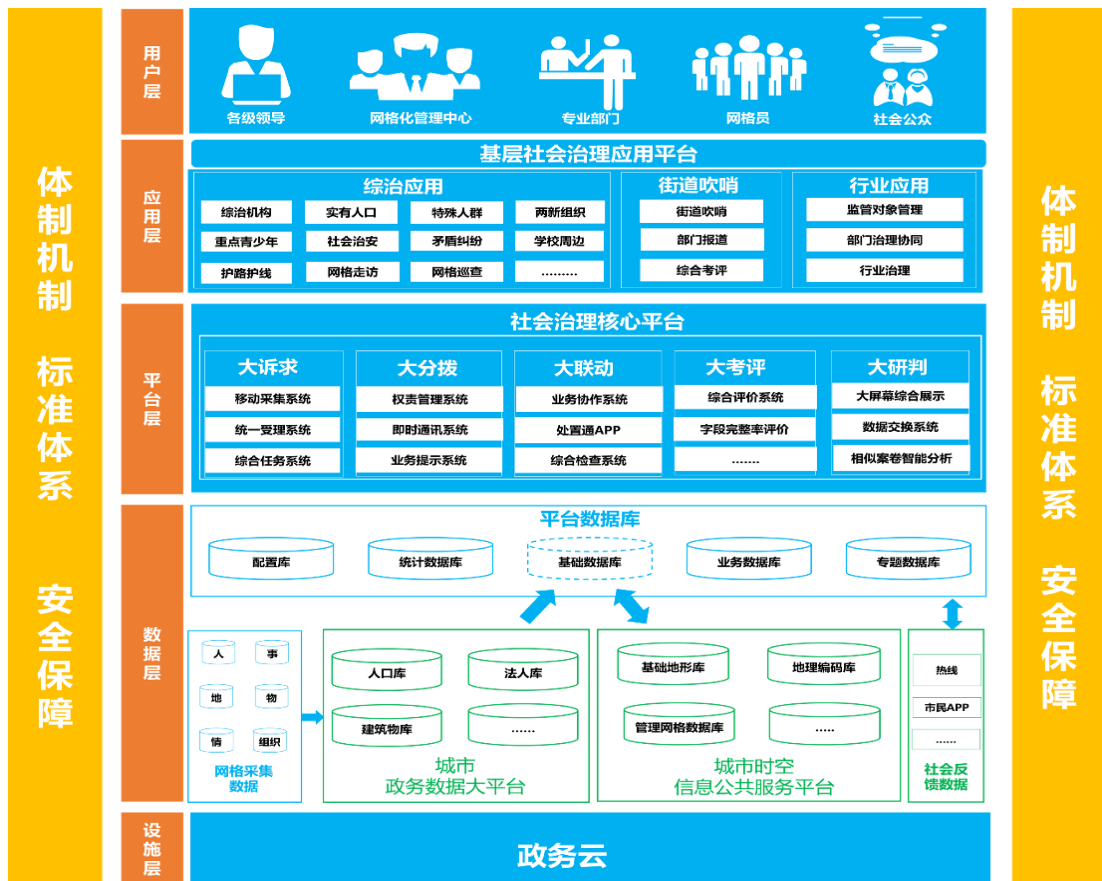 体制机制 标准体系 安全保障
用户层
各级领导
网格化管理中心
专业部门
网格员
社会公众
应用层
基层社会治理应用平台
综治应用
综治机构
实有人口
特殊人群
两新组织
重点青少年
社会治安
矛盾纠纷
学校周边
护路护线
网格走访
网格巡查
.........
街道吹哨
街道吹哨
部门报道
综合考评
行业应用
监管对象管理
部门治理协同
行业治理
平台层
社会治理核心平台
大诉求
移动采集系统
统一受理系统
综合任务系统
大分拨
权责管理系统
即时通讯系统
业务提示系统
大联动
业务协作系统
处置通APP
综合检查系统
大考评
综合评价系统
字段完整率评价
.......
大研判
大屏幕综合展示
数据交换系统
相似案卷智能分析
数据层
平台数据库
配置库
统计数据库
基础数据库
业务数据库
专题数据库
人
事
地
物
情
组织
网格采集
数据
人口库
法人库
建筑物库
......
城市
政务数据大平台
基础地形库
地理编码库
管理网格数据库
.....
城市时空
信息公共服务平台
热线
市民APP
......
社会反
馈数据
设施层
政务云
体制机制 标准体系 安全保障